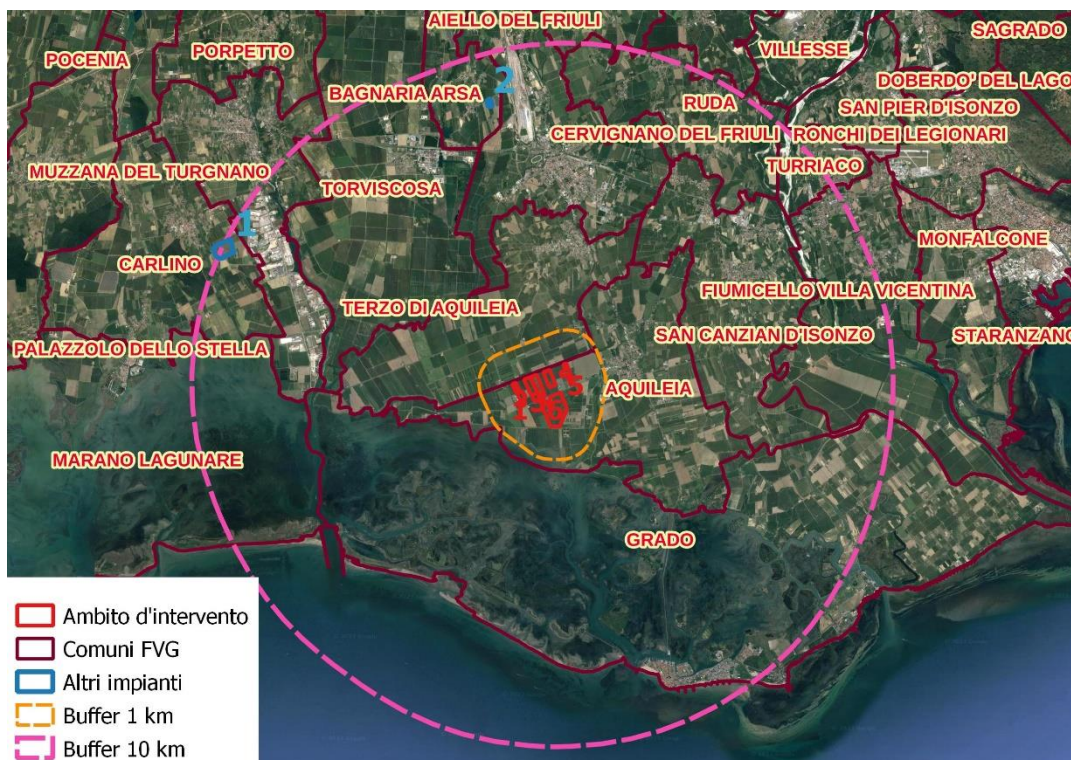 AIELLO DEL FRIULI
SAGRADO
VILLESSE
PORPETTO
POCENIA
DOBERDO' DEL LAGO
2
BAGNARIA ARSA
RUDA
SAN PIER D'ISONZO
CERVIGNANO DEL FRIULI
RONCHI DEI LEGIONARI
TURRIACO
MUZZANA DEL TURGNANO
TORVISCOSA
1
MONFALCONE
CARLINO
FIUMICELLO VILLA VICENTINA
TERZO DI AQUILEIA
SAN CANZIAN D'ISONZO
STARANZANO
PALAZZOLO DELLO STELLA
AQUILEIA
MARANO LAGUNARE
GRADO
Ambito d'intervento
Comuni FVG
Altri impianti
Buffer 1 km
Buffer 10 km